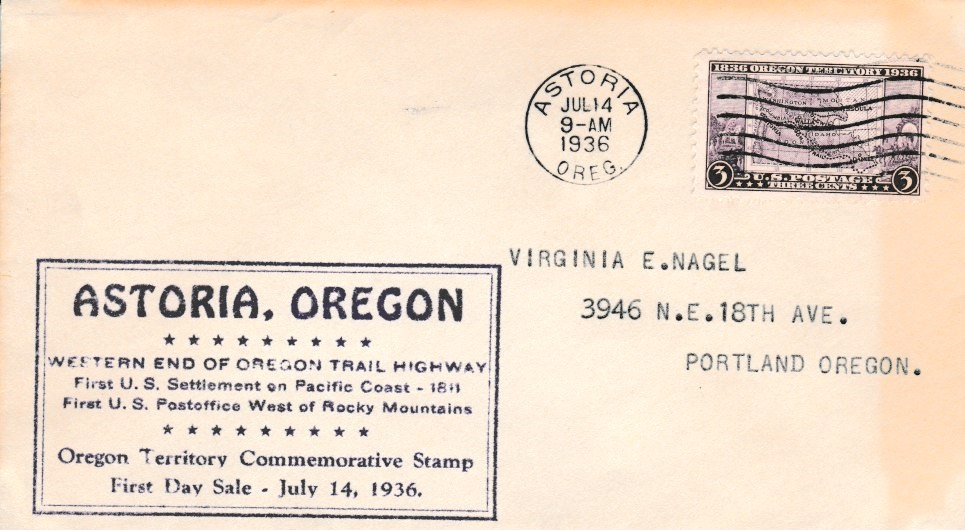 ASTORIA
JUL 14
9-AM
1936
OREG.
1836 OREGON TERRITORY 1936
3 U.S. POSTAGE 3
THREE CENTS
VIRGINIA E. NAGEL
3946 N.E. 18TH AVE.
PORTLAND OREGON.
ASTORIA, OREGON
★ ★ ★ ★ ★ ★ ★ ★ ★
WESTERN END OF OREGON TRAIL HIGHWAY
First U. S. Settlement on Pacific Coast - 1811
First U. S. Postoffice West of Rocky Mountains
★ ★ ★ ★ ★ ★ ★ ★ ★
Oregon Territory Commemorative Stamp
First Day Sale - July 14, 1936.